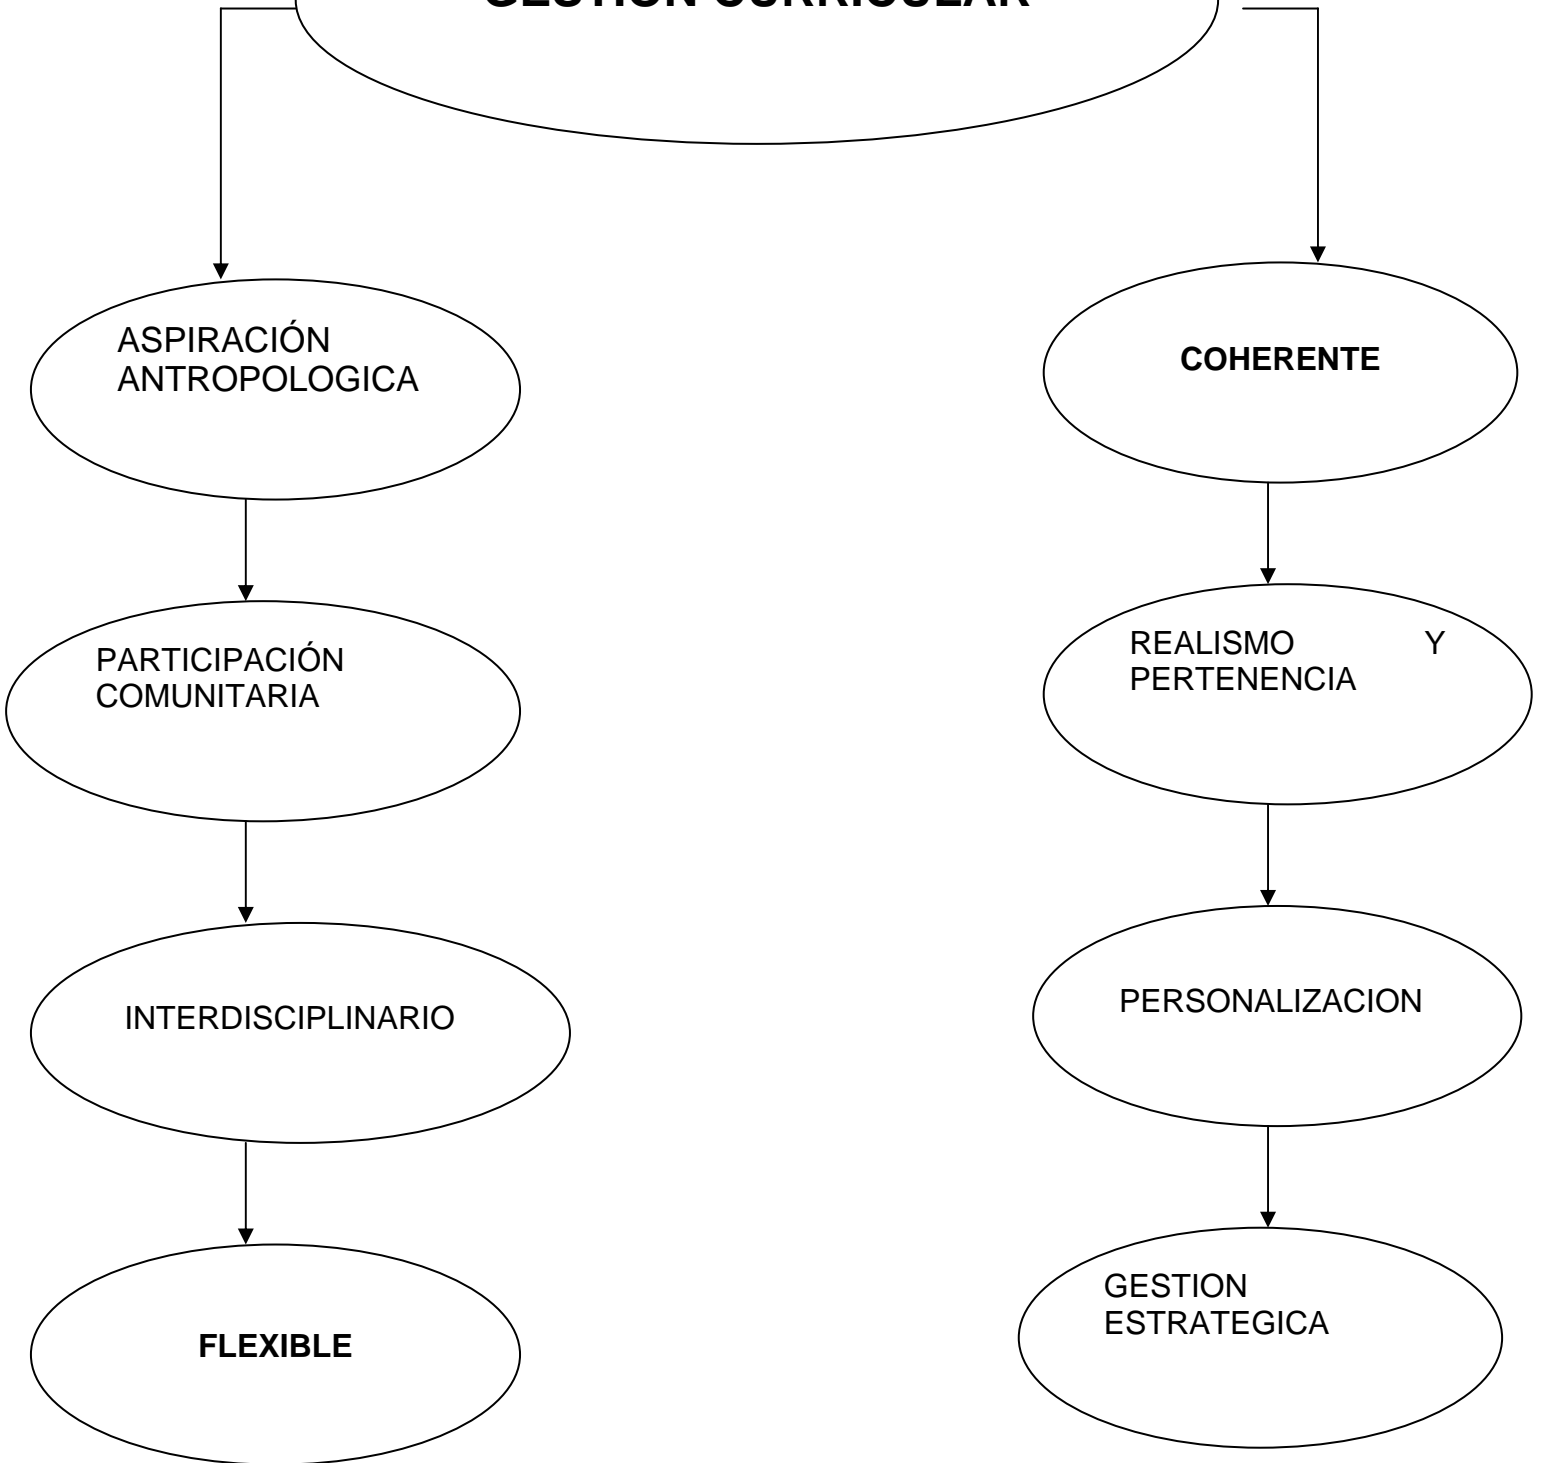 GESTION CURRICULAR
ASPIRACIÓN
ANTROPOLOGICA
PARTICIPACIÓN
COMUNITARIA
INTERDISCIPLINARIO
FLEXIBLE
COHERENTE
REALISMO Y
PERTENENCIA
PERSONALIZACION
GESTION
ESTRATEGICA